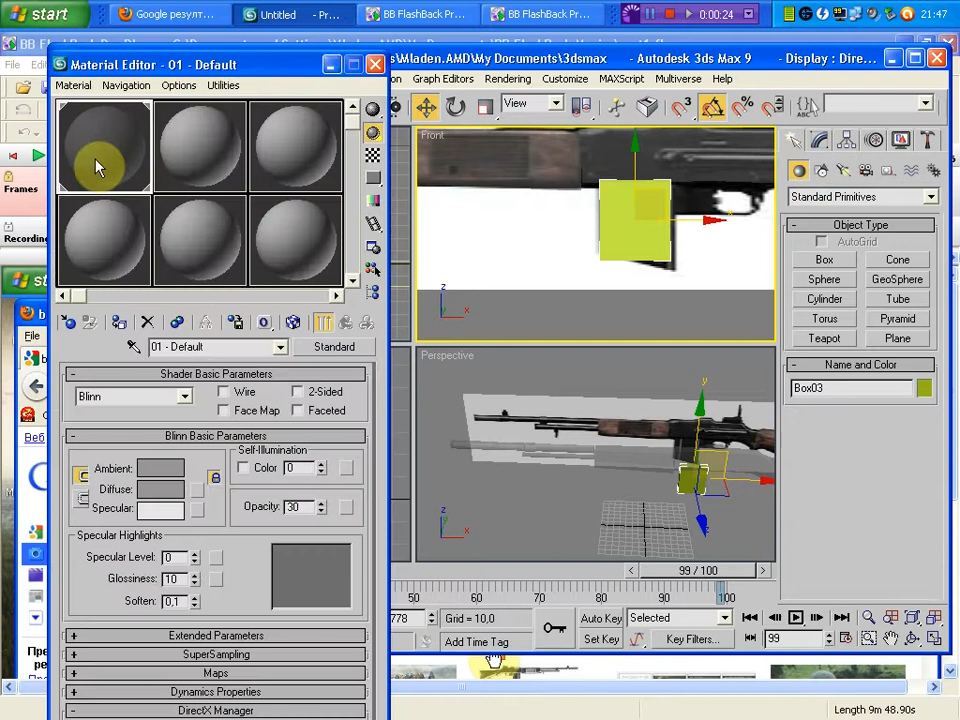 start
Google резулт...
Untitled - Pr...
BB FlashBack Pr...
BB FlashBack Pr...
0:00:24
21:47
Material Editor - 01 - Default
s\Mladen.AMD\My Documents\3dsmax - Autodesk 3ds Max 9 - Display : Dire...
Material Navigation Options Utilities
Graph Editors Rendering Customize MAXScript Multiverse Help
View
Front
Frames
Recording
Standard Primitives
Object Type
AutoGrid
Box Cone
Sphere GeoSphere
Cylinder Tube
Torus Pyramid
Teapot Plane
Name and Color
Box03
01 - Default Standard
Shader Basic Parameters
Blinn Wire 2-Sided
Face Map Faceted
Blinn Basic Parameters
Self-Illumination
Ambient: Color 0
Diffuse:
Specular: Opacity: 30
Specular Highlights
Specular Level: 0
Glossiness: 10
Soften: 0,1
Extended Parameters
SuperSampling
Maps
Dynamics Properties
DirectX Manager
z
x
Perspective
y
z
x
99 / 100
50 60 70 80 90 100
778 Grid = 10,0 Auto Key Selected
Add Time Tag Set Key Key Filters... 99
File
Веб
Length 9m 48.90s